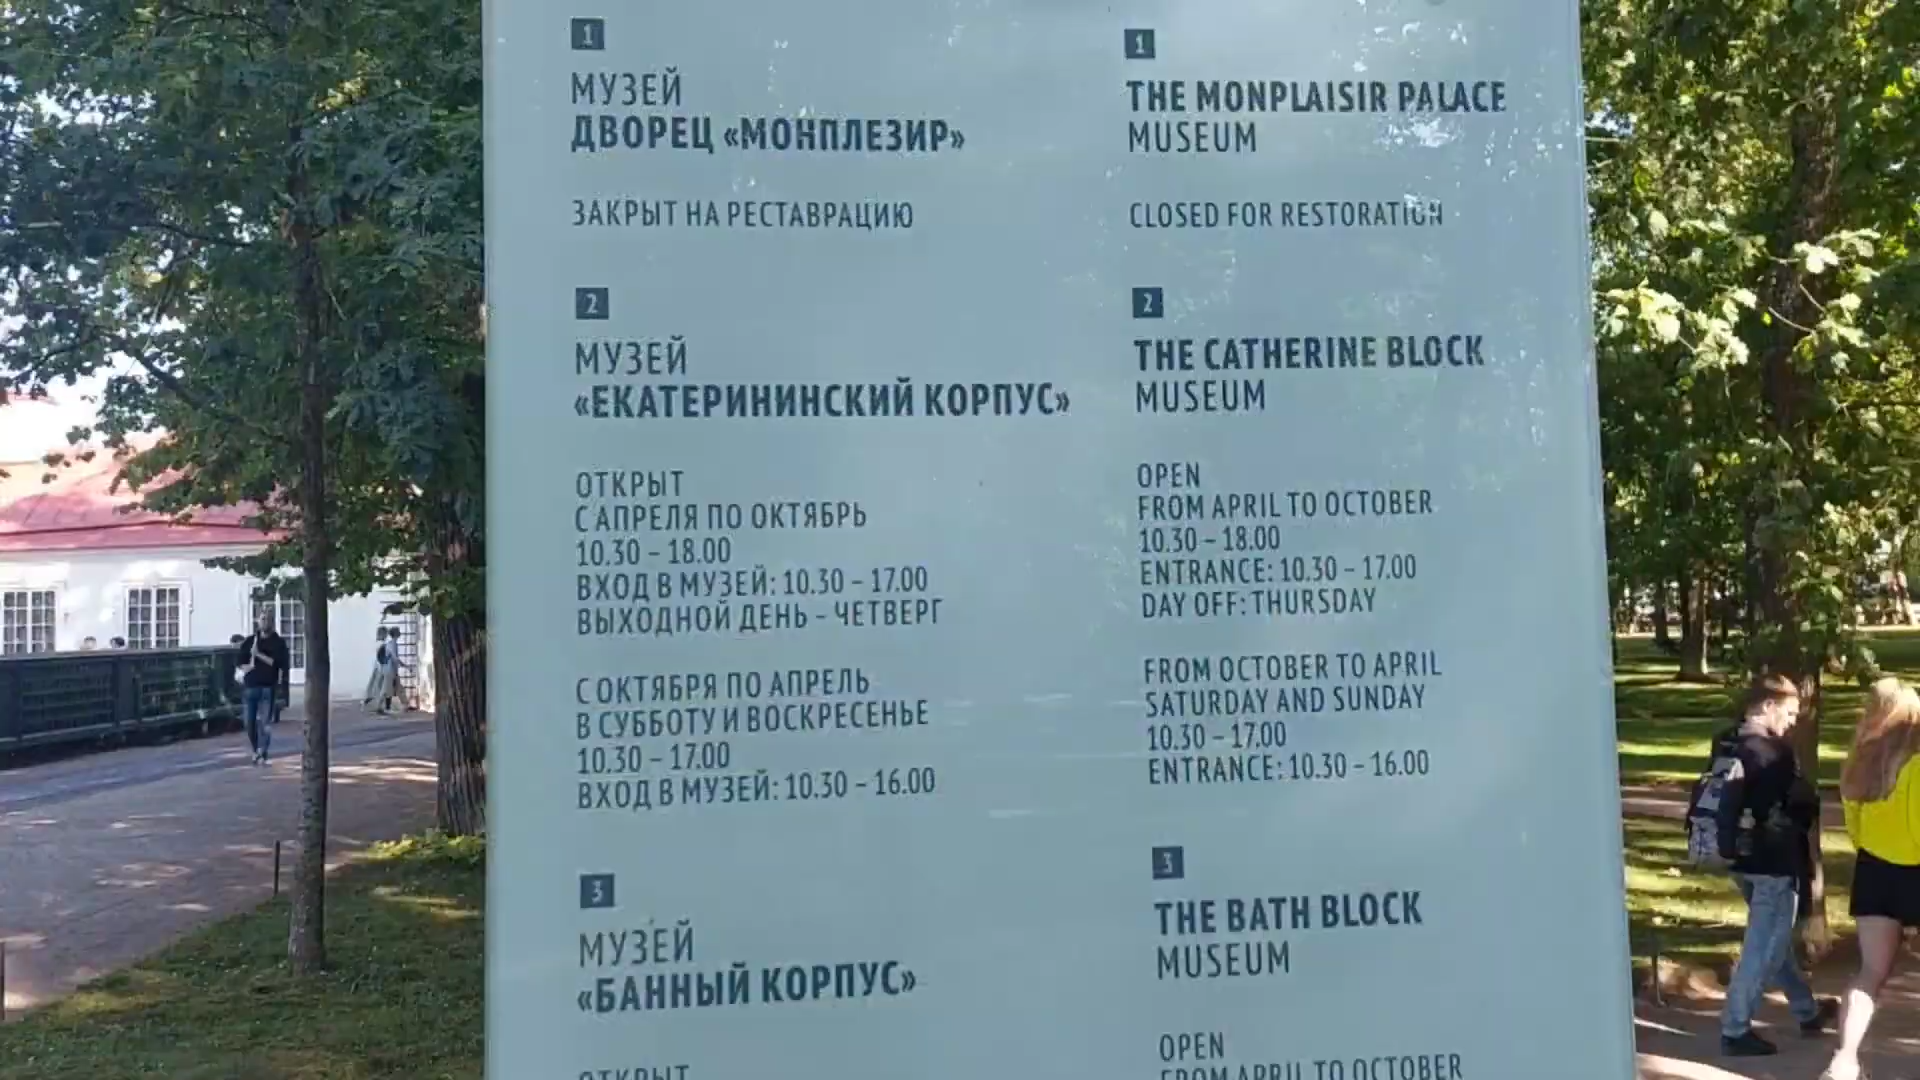 1
МУЗЕЙ
ДВОРЕЦ «МОНПЛЕЗИР»
ЗАКРЫТ НА РЕСТАВРАЦИЮ
2
МУЗЕЙ
«ЕКАТЕРИНИНСКИЙ КОРПУС»
ОТКРЫТ
С АПРЕЛЯ ПО ОКТЯБРЬ
10.30 – 18.00
ВХОД В МУЗЕЙ: 10.30 – 17.00
ВЫХОДНОЙ ДЕНЬ – ЧЕТВЕРГ
С ОКТЯБРЯ ПО АПРЕЛЬ
В СУББОТУ И ВОСКРЕСЕНЬЕ
10.30 – 17.00
ВХОД В МУЗЕЙ: 10.30 – 16.00
3
МУЗЕЙ
«БАННЫЙ КОРПУС»
ОТКРЫТ
1
THE MONPLAISIR PALACE
MUSEUM
CLOSED FOR RESTORATION
2
THE CATHERINE BLOCK
MUSEUM
OPEN
FROM APRIL TO OCTOBER
10.30 – 18.00
ENTRANCE: 10.30 – 17.00
DAY OFF: THURSDAY
FROM OCTOBER TO APRIL
SATURDAY AND SUNDAY
10.30 – 17.00
ENTRANCE: 10.30 – 16.00
3
THE BATH BLOCK
MUSEUM
OPEN
FROM APRIL TO OCTOBER